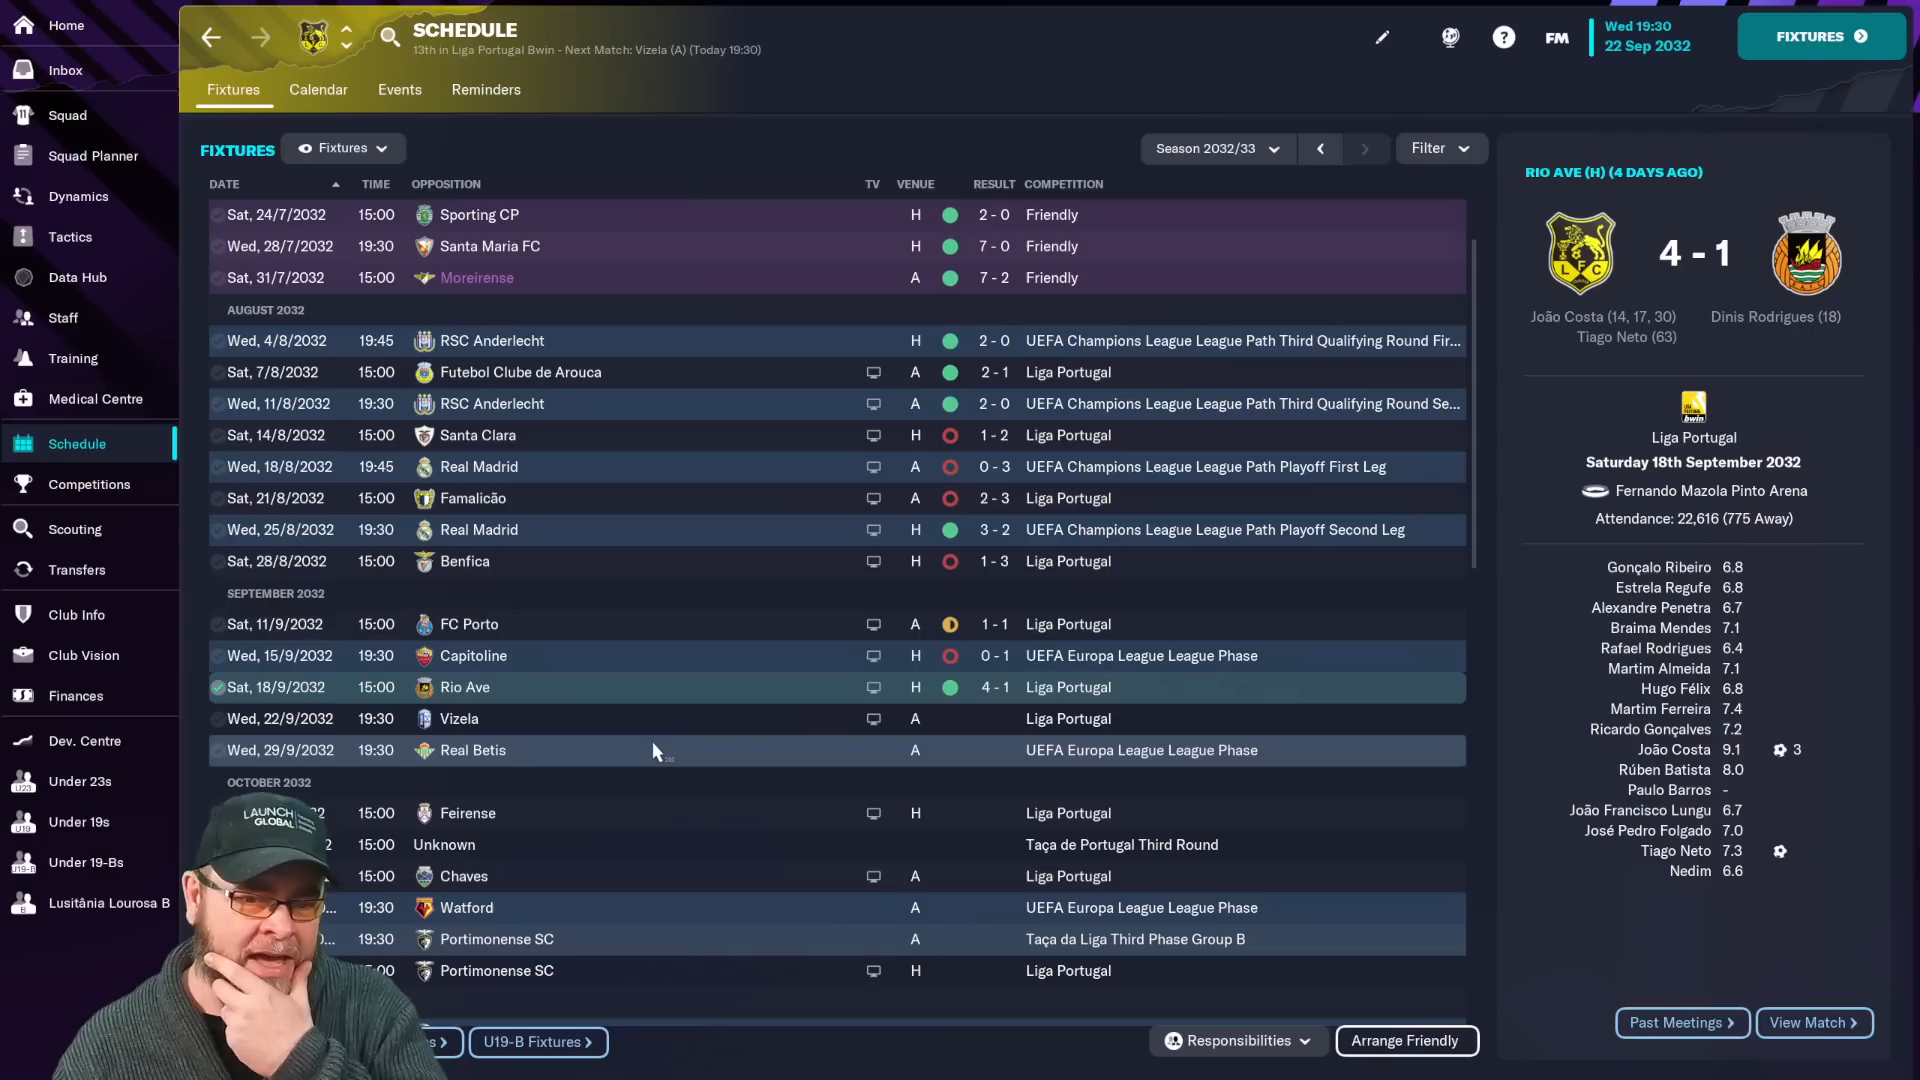 Home
Inbox
Squad
Squad Planner
Dynamics
Tactics
Data Hub
Staff
Training
Medical Centre
Schedule
Competitions
Scouting
Transfers
Club Info
Club Vision
Finances
Dev. Centre
Under 23s
Under 19s
Under 19-Bs
Lusitânia Lourosa B
SCHEDULE
13th in Liga Portugal Bwin - Next Match: Vizela (A) (Today 19:30)
FM
Wed 19:30
22 Sep 2032
FIXTURES
Fixtures Calendar Events Reminders
FIXTURES Fixtures Season 2032/33 Filter
DATE TIME OPPOSITION TV VENUE RESULT COMPETITION
Sat, 24/7/2032 15:00 Sporting CP H 2 - 0 Friendly
Wed, 28/7/2032 19:30 Santa Maria FC H 7 - 0 Friendly
Sat, 31/7/2032 15:00 Moreirense A 7 - 2 Friendly
AUGUST 2032
Wed, 4/8/2032 19:45 RSC Anderlecht H 2 - 0 UEFA Champions League League Path Third Qualifying Round Fir...
Sat, 7/8/2032 15:00 Futebol Clube de Arouca A 2 - 1 Liga Portugal
Wed, 11/8/2032 19:30 RSC Anderlecht A 2 - 0 UEFA Champions League League Path Third Qualifying Round Se...
Sat, 14/8/2032 15:00 Santa Clara H 1 - 2 Liga Portugal
Wed, 18/8/2032 19:45 Real Madrid A 0 - 3 UEFA Champions League League Path Playoff First Leg
Sat, 21/8/2032 15:00 Famalicão A 2 - 3 Liga Portugal
Wed, 25/8/2032 19:30 Real Madrid H 3 - 2 UEFA Champions League League Path Playoff Second Leg
Sat, 28/8/2032 15:00 Benfica H 1 - 3 Liga Portugal
SEPTEMBER 2032
Sat, 11/9/2032 15:00 FC Porto A 1 - 1 Liga Portugal
Wed, 15/9/2032 19:30 Capitoline H 0 - 1 UEFA Europa League League Phase
Sat, 18/9/2032 15:00 Rio Ave H 4 - 1 Liga Portugal
Wed, 22/9/2032 19:30 Vizela A Liga Portugal
Wed, 29/9/2032 19:30 Real Betis A UEFA Europa League League Phase
OCTOBER 2032
15:00 Feirense H Liga Portugal
15:00 Unknown Taça de Portugal Third Round
15:00 Chaves A Liga Portugal
19:30 Watford A UEFA Europa League League Phase
19:30 Portimonense SC A Taça da Liga Third Phase Group B
Portimonense SC H Liga Portugal
U19-B Fixtures Responsibilities Arrange Friendly
RIO AVE (H) (4 DAYS AGO)
LFC
4 - 1
João Costa (14, 17, 30) Dinis Rodrigues (18)
Tiago Neto (63)
bwin
Liga Portugal
Saturday 18th September 2032
Fernando Mazola Pinto Arena
Attendance: 22,616 (775 Away)
Gonçalo Ribeiro 6.8
Estrela Regufe 6.8
Alexandre Penetra 6.7
Braima Mendes 7.1
Rafael Rodrigues 6.4
Martim Almeida 7.1
Hugo Félix 6.8
Martim Ferreira 7.4
Ricardo Gonçalves 7.2
João Costa 9.1 3
Rúben Batista 8.0
Paulo Barros -
João Francisco Lungu 6.7
José Pedro Folgado 7.0
Tiago Neto 7.3
Nedim 6.6
Past Meetings View Match
LAUNCH
GLOBAL